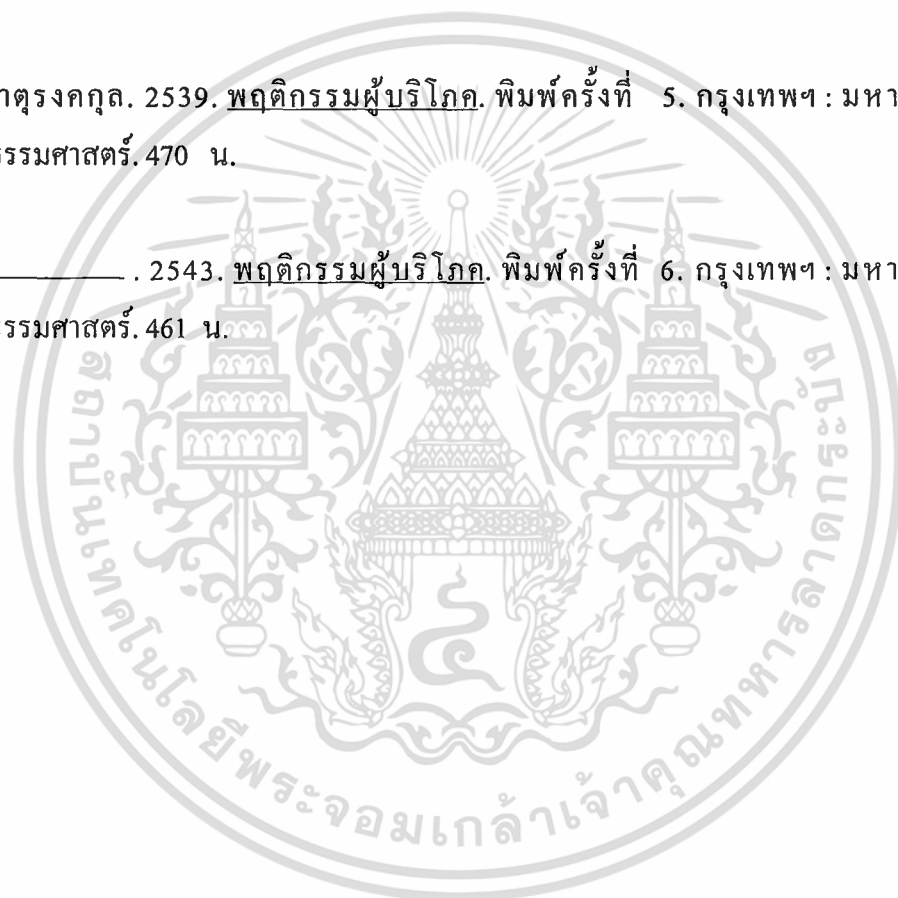 าตุรงคกุล. 2539. พฤติกรรมผู้บริโภค. พิมพ์ครั้งที่ 5. กรุงเทพฯ : มหา
รรมศาสตร์. 470 น.
. 2543. พฤติกรรมผู้บริโภค. พิมพ์ครั้งที่ 6. กรุงเทพฯ : มหา
รรมศาสตร์. 461 น.
สถาบันเทคโนโลยีพระจอมเกล้าเจ้าคุณทหารลาดกระบัง